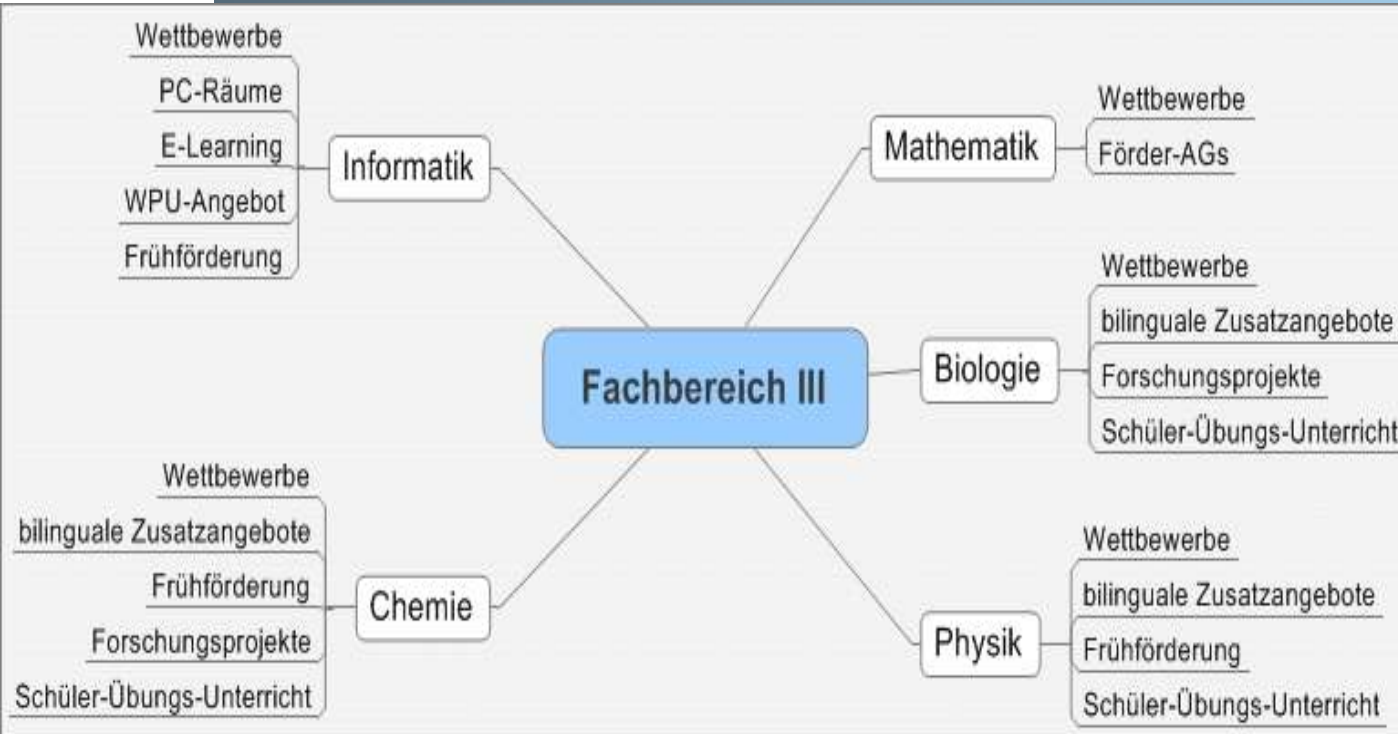 Fachbereich III
Informatik
Wettbewerbe
PC-Räume
E-Learning
WPU-Angebot
Frühförderung
Mathematik
Wettbewerbe
Förder-AGs
Biologie
Wettbewerbe
bilinguale Zusatzangebote
Forschungsprojekte
Schüler-Übungs-Unterricht
Chemie
Wettbewerbe
bilinguale Zusatzangebote
Frühförderung
Forschungsprojekte
Schüler-Übungs-Unterricht
Physik
Wettbewerbe
bilinguale Zusatzangebote
Frühförderung
Schüler-Übungs-Unterricht